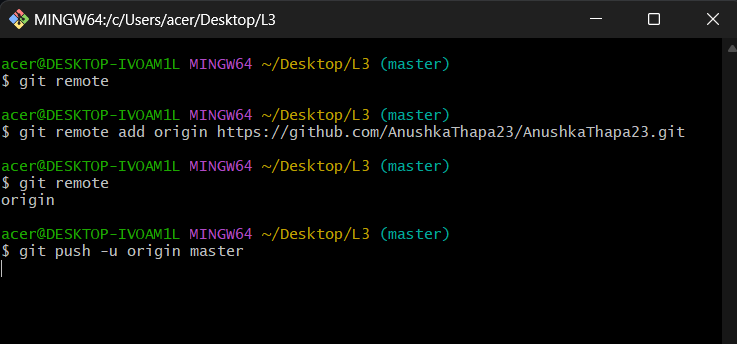 MINGW64:/c/Users/acer/Desktop/L3
acer@DESKTOP-IVOAM1L MINGW64 ~/Desktop/L3 (master)
$ git remote
acer@DESKTOP-IVOAM1L MINGW64 ~/Desktop/L3 (master)
$ git remote add origin https://github.com/AnushkaThapa23/AnushkaThapa23.git
acer@DESKTOP-IVOAM1L MINGW64 ~/Desktop/L3 (master)
$ git remote
origin
acer@DESKTOP-IVOAM1L MINGW64 ~/Desktop/L3 (master)
$ git push -u origin master